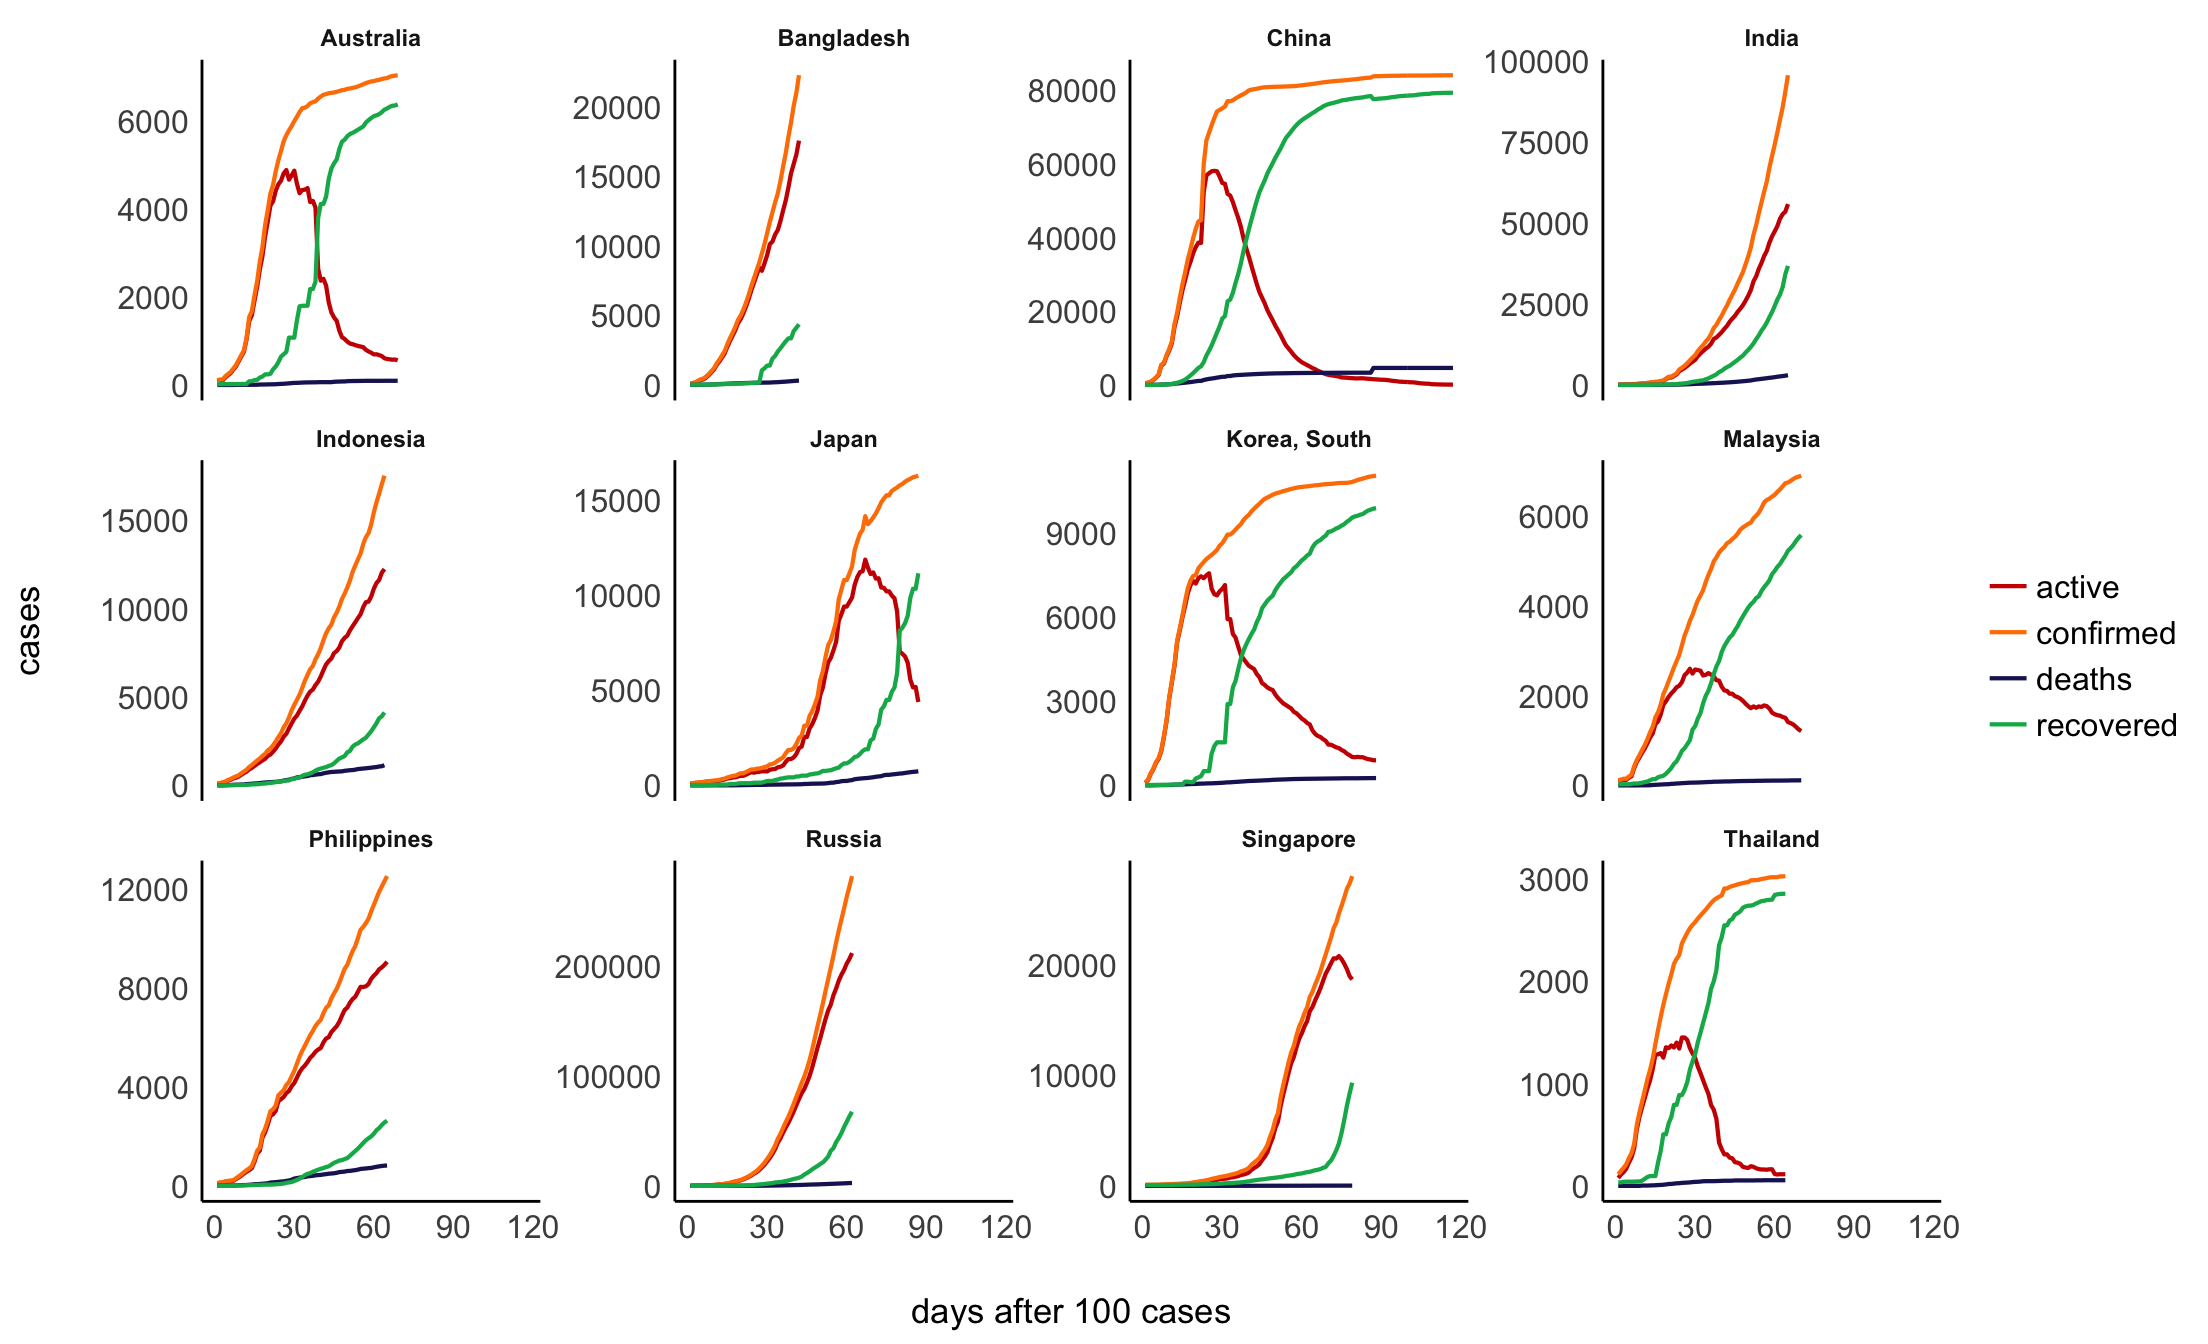 Australia
Bangladesh
China
India
6000
4000
2000
0
20000
15000
10000
5000
0
80000
60000
40000
20000
0
100000
75000
50000
25000
0
Indonesia
Japan
Korea, South
Malaysia
15000
10000
5000
0
15000
10000
5000
0
9000
6000
3000
0
6000
4000
2000
0
cases
active
confirmed
deaths
recovered
Philippines
Russia
Singapore
Thailand
12000
8000
4000
0
200000
100000
0
20000
10000
0
3000
2000
1000
0
0 30 60 90 120
0 30 60 90 120
0 30 60 90 120
0 30 60 90 120
days after 100 cases